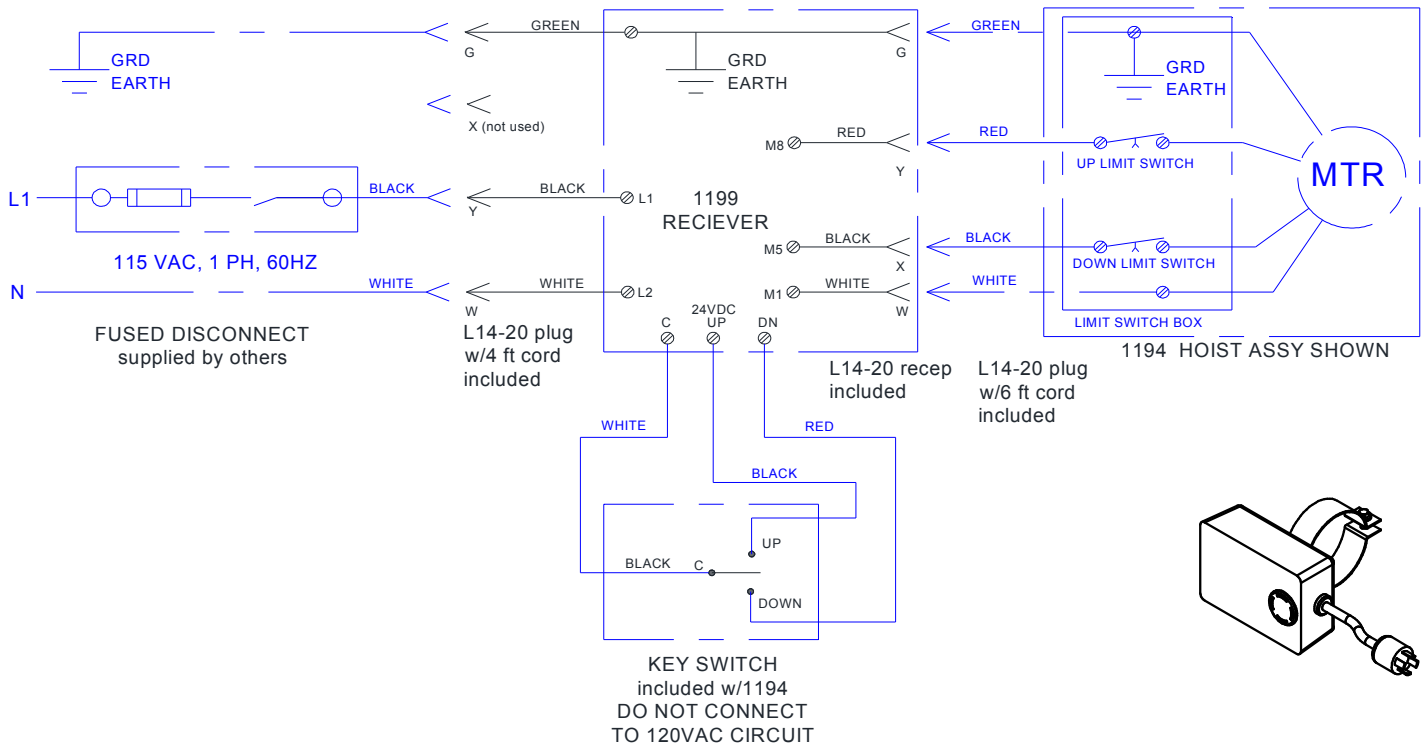 GREEN
GREEN
G
G
GRD
EARTH
GRD
EARTH
GRD
EARTH
X (not used)
M8
RED
RED
Y
UP LIMIT SWITCH
MTR
L1
BLACK
BLACK
Y
L1
1199
RECIEVER
115 VAC, 1 PH, 60HZ
M5
BLACK
BLACK
X
DOWN LIMIT SWITCH
N
WHITE
WHITE
W
L2
M1
WHITE
WHITE
W
LIMIT SWITCH BOX
FUSED DISCONNECT
supplied by others
L14-20 plug
w/4 ft cord
included
C
24VDC
UP
DN
L14-20 recep
included
L14-20 plug
w/6 ft cord
included
1194 HOIST ASSY SHOWN
WHITE
RED
BLACK
BLACK
C
UP
DOWN
KEY SWITCH
included w/1194
DO NOT CONNECT
TO 120VAC CIRCUIT